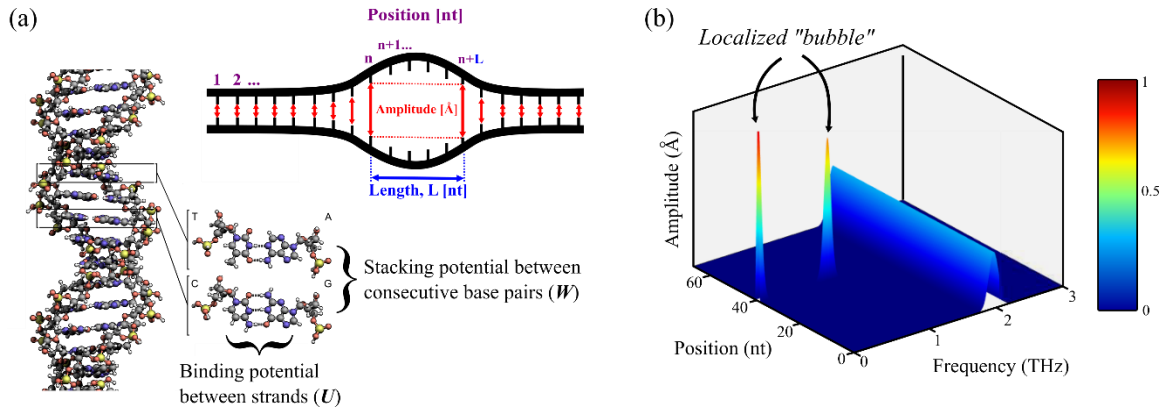 (a)
Position [nt]
n+1...
1 2 ...
n
n+L
Amplitude [Å]
Length, L [nt]
T
A
C
G
Stacking potential between
consecutive base pairs (W)
Binding potential
between strands (U)
(b)
Localized "bubble"
Amplitude (Å)
60
40
20
0
Position (nt)
0
1
2
3
Frequency (THz)
1
0.5
0